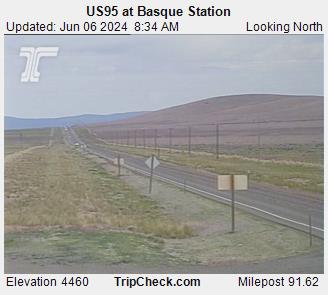 US95 at Basque Station
Updated: Jun 06 2024 8:34 AM Looking North
Elevation 4460 TripCheck.com Milepost 91.62